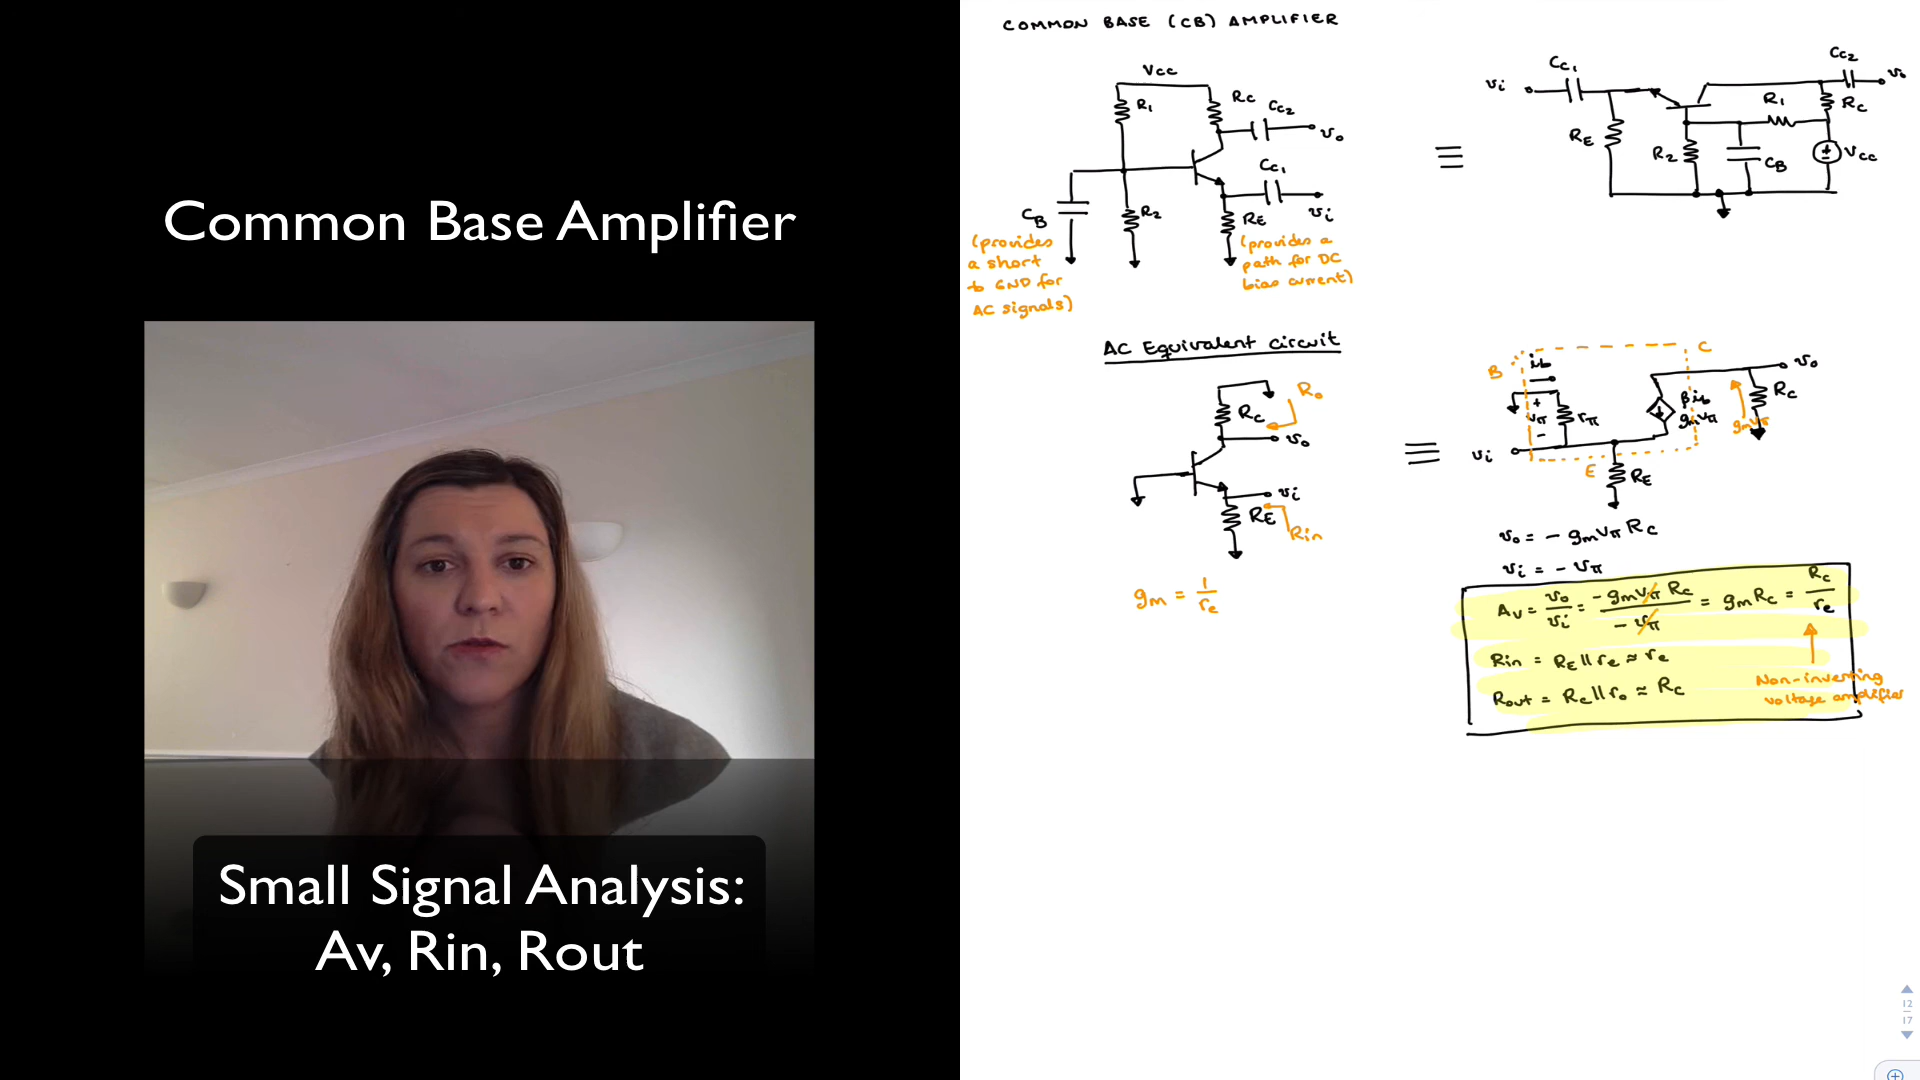 Common Base Amplifier
Small Signal Analysis:
Av, Rin, Rout
COMMON BASE (CB) AMPLIFIER
Vcc
R1
Rc
Cc2
vo
Cc1
vi
CB
R2
RE
(provides
a short
to GND for
AC signals)
(provides a
path for DC
bias current)
≡
vi
Cc1
Cc2
vo
R1
Rc
RE
R2
CB
Vcc
AC Equivalent circuit
Rc
Ro
vo
vi
RE
Rin
gm = 1/re
≡
B
ib
C
vo
+
vπ
-
rπ
βib
gmvπ
gmvπ
Rc
vi
E
RE
vo = - gmvπ Rc
vi = - vπ
Av = vo/vi = -gmvπ Rc / -vπ = gmRc = Rc/re
Rin = RE||re ≈ re
Rout = Rc||ro ≈ Rc
Non-inverting
voltage amplifier
12
17